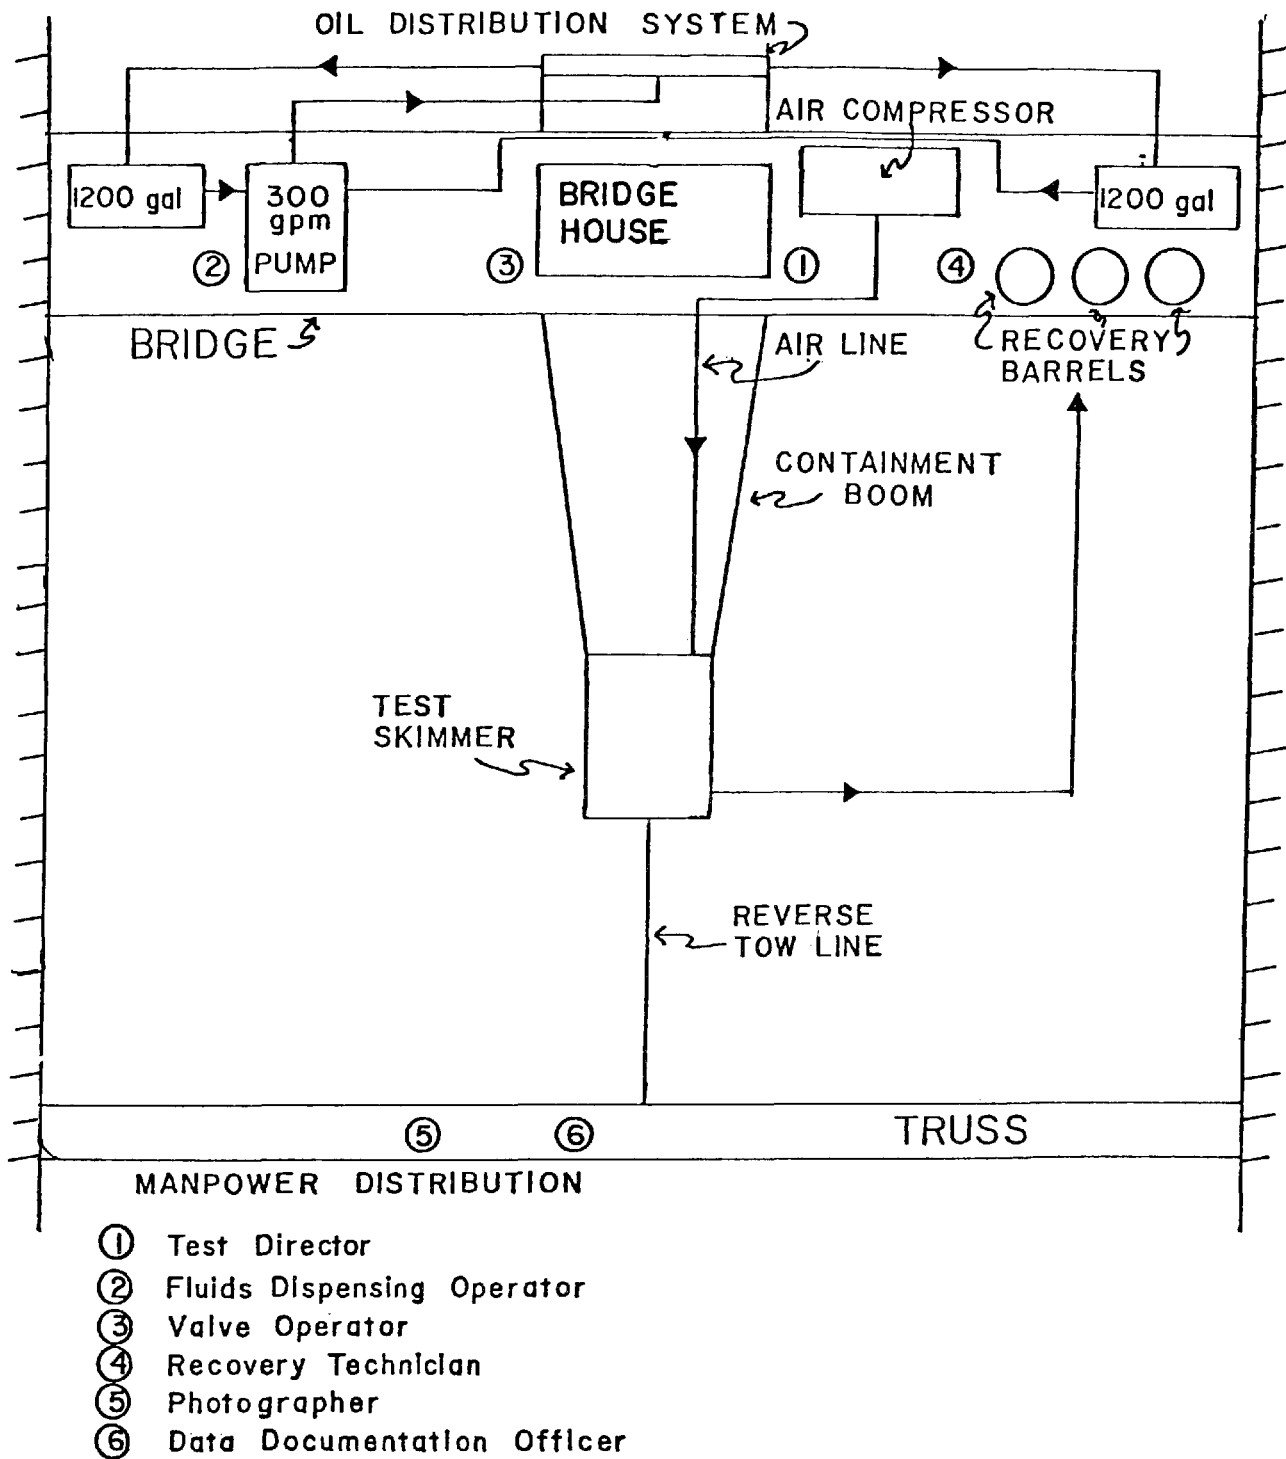 OIL DISTRIBUTION SYSTEM
AIR COMPRESSOR
1200 gal
300
gpm
PUMP
BRIDGE
HOUSE
1200 gal
②
③
①
④
BRIDGE
AIR LINE
RECOVERY
BARRELS
CONTAINMENT
BOOM
TEST
SKIMMER
REVERSE
TOW LINE
⑤
⑥
TRUSS
MANPOWER DISTRIBUTION
① Test Director
② Fluids Dispensing Operator
③ Valve Operator
④ Recovery Technician
⑤ Photographer
⑥ Data Documentation Officer